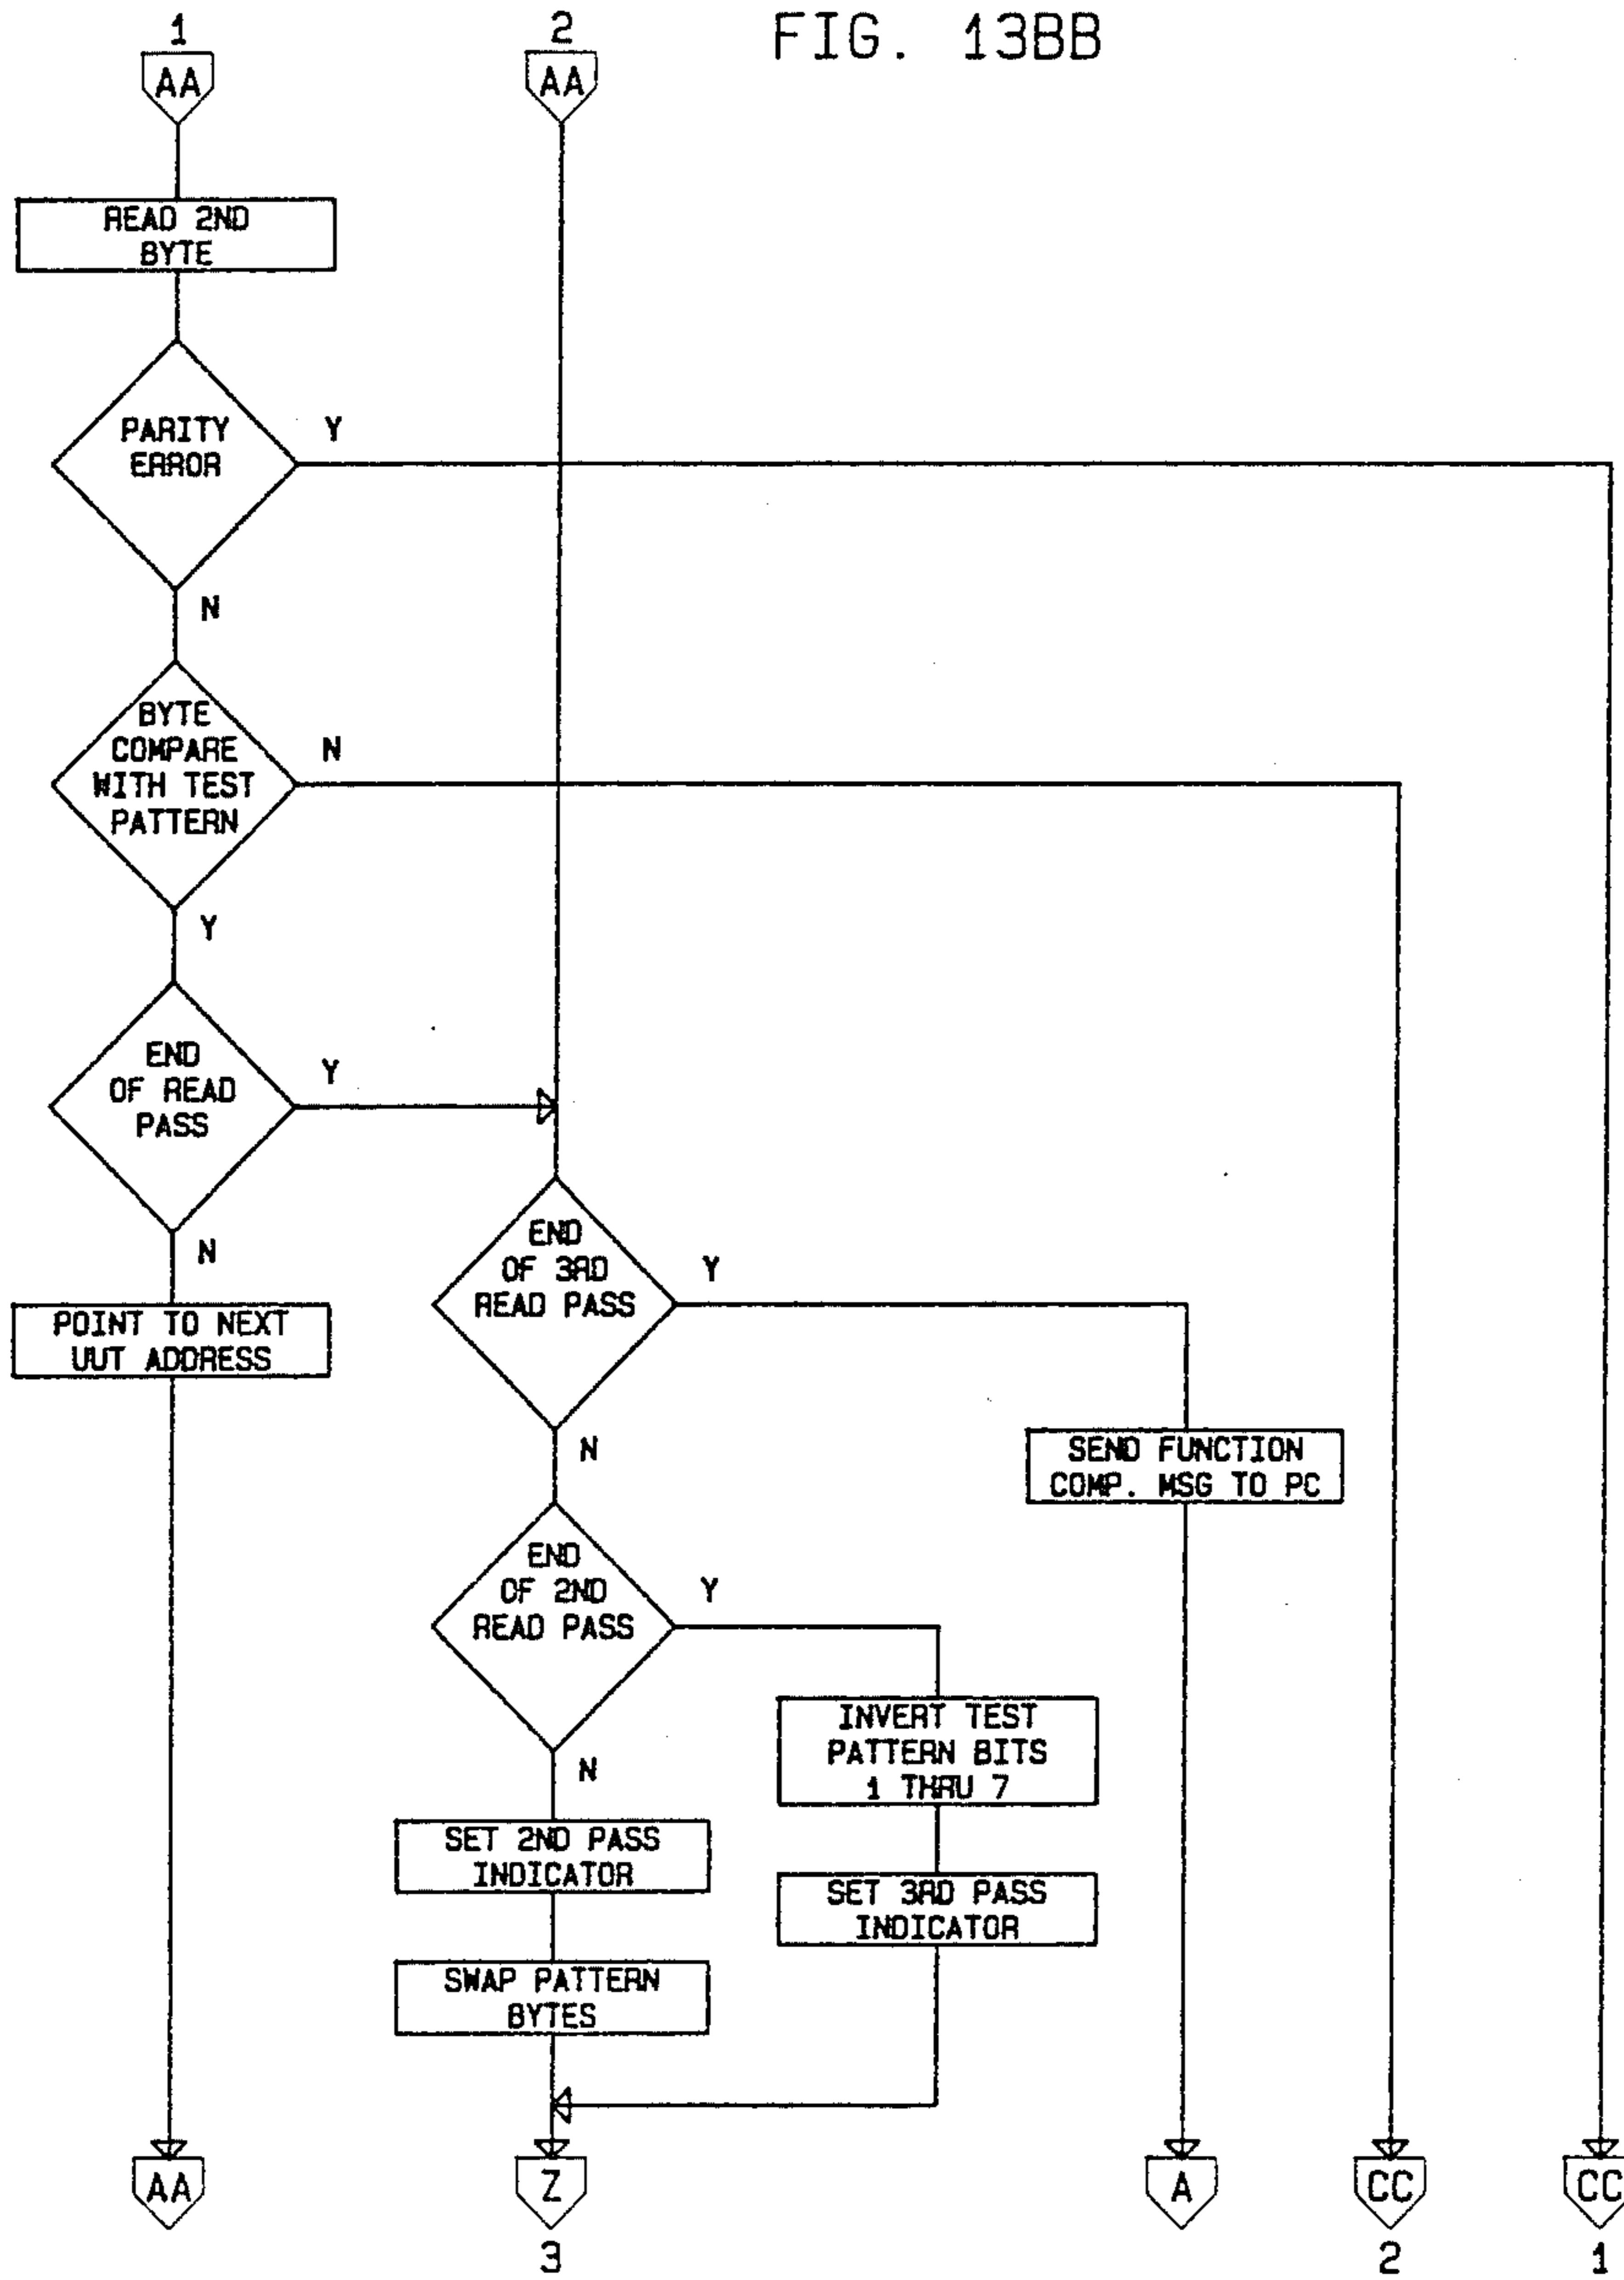 FIG. 13BB
1
AA
2
AA
READ 2ND
BYTE
PARITY
ERROR
Y
N
BYTE
COMPARE
WITH TEST
PATTERN
N
Y
END
OF READ
PASS
Y
N
POINT TO NEXT
UUT ADDRESS
END
OF 3RD
READ PASS
Y
N
SEND FUNCTION
COMP. MSG TO PC
END
OF 2ND
READ PASS
Y
N
INVERT TEST
PATTERN BITS
1 THRU 7
SET 2ND PASS
INDICATOR
SET 3RD PASS
INDICATOR
SWAP PATTERN
BYTES
AA
Z
3
A
CC
2
CC
1